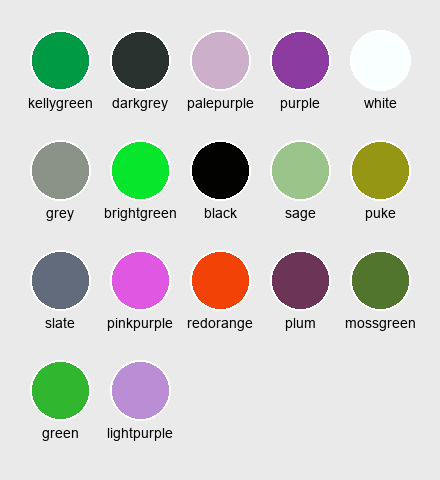 kellygreen darkgrey palepurple purple white
grey brightgreen black sage puke
slate pinkpurple redorange plum mossgreen
green lightpurple